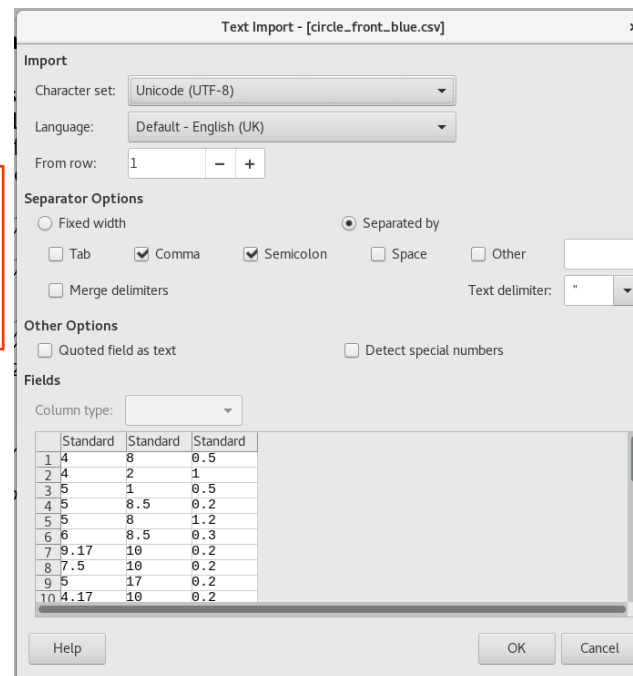 Text Import - [circle_front_blue.csv]
Import
Character set: Unicode (UTF-8)
Language: Default - English (UK)
From row: 1 − +
Separator Options
Fixed width Separated by
Tab Comma Semicolon Space Other
Merge delimiters Text delimiter: "
Other Options
Quoted field as text Detect special numbers
Fields
Column type:
Standard Standard Standard
1 4 8 0.5
2 4 2 1
3 5 1 0.5
4 5 8.5 0.2
5 5 8 1.2
6 6 8.5 0.3
7 9.17 10 0.2
8 7.5 10 0.2
9 5 17 0.2
10 4.17 10 0.2
Help OK Cancel